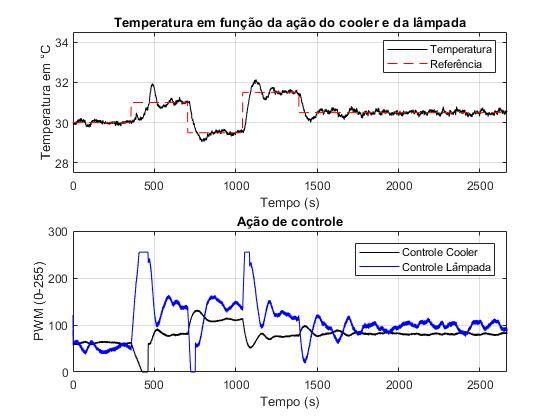 Temperatura em função da ação do cooler e da lâmpada
Temperatura em °C
34
32
30
28
Temperatura
Referência
0
500
1000
1500
2000
2500
Tempo (s)
Ação de controle
PWM (0-255)
300
200
100
0
Controle Cooler
Controle Lâmpada
0
500
1000
1500
2000
2500
Tempo (s)